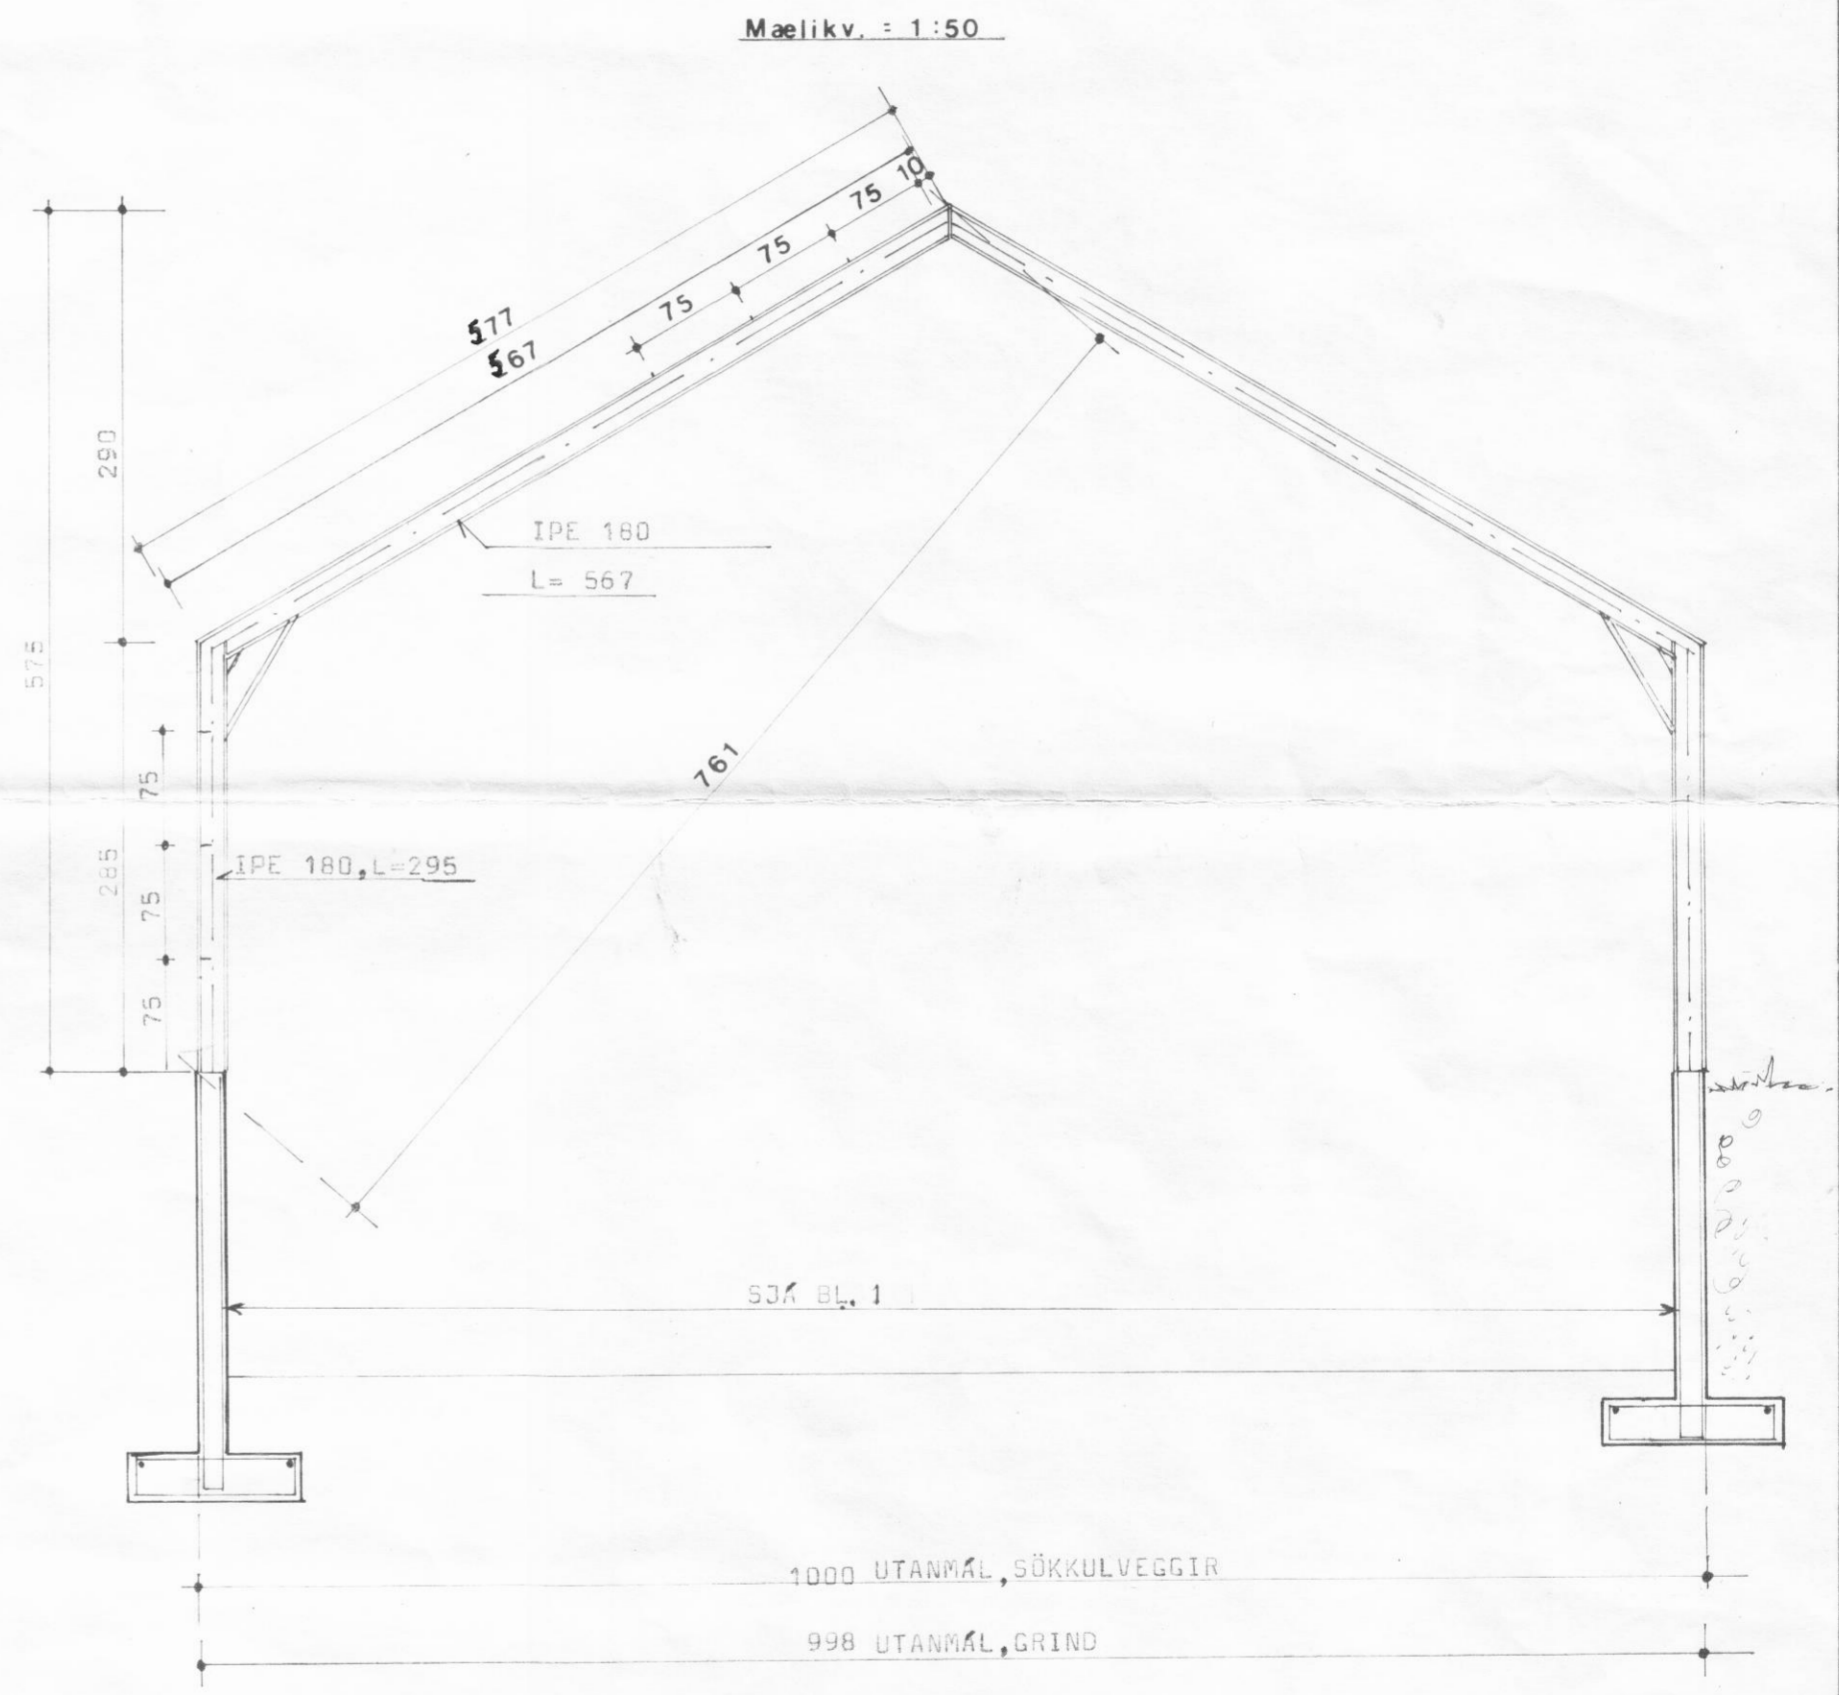 Mælikv. = 1:50
10
75
75
75
577
567
290
575
285
IPE 180
L= 567
761
75
75
75
IPE 180,L=295
SJÁ BL. 1
1000 UTANMÁL, SÖKKULVEGGIR
998 UTANMÁL, GRIND